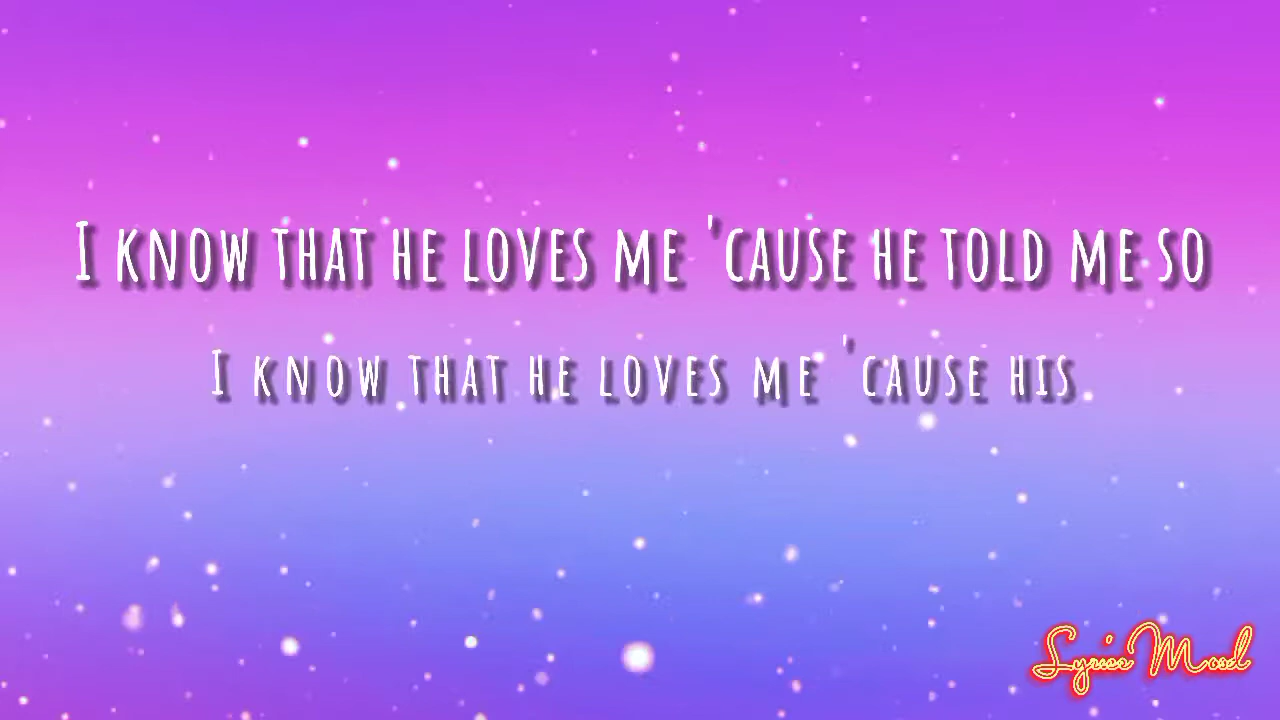 I KNOW THAT HE LOVES ME 'CAUSE HE TOLD ME SO
I KNOW THAT HE LOVES ME 'CAUSE HIS
Lyrics Mood